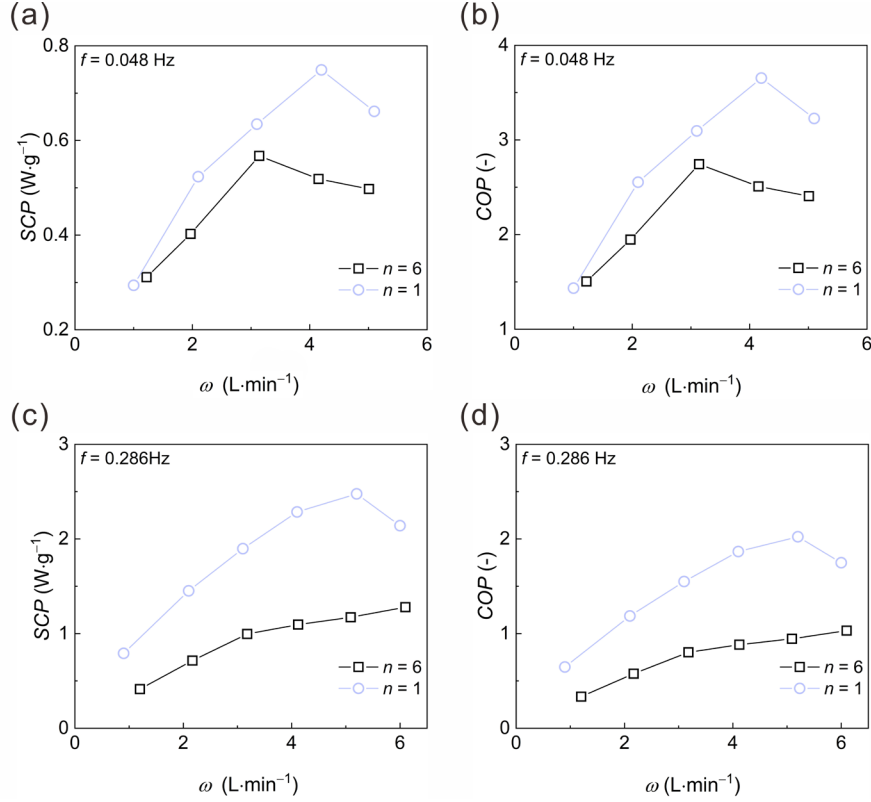 (a)
0.8
0.6
0.4
0.2
SCP (W·g⁻¹)
f = 0.048 Hz
n = 6
n = 1
0 2 4 6
ω (L·min⁻¹)
(b)
4
3
2
1
COP (-)
f = 0.048 Hz
n = 6
n = 1
0 2 4 6
ω (L·min⁻¹)
(c)
3
2
1
0
SCP (W·g⁻¹)
f = 0.286Hz
n = 6
n = 1
0 2 4 6
ω (L·min⁻¹)
(d)
3
2
1
0
COP (-)
f = 0.286 Hz
n = 6
n = 1
0 2 4 6
ω (L·min⁻¹)